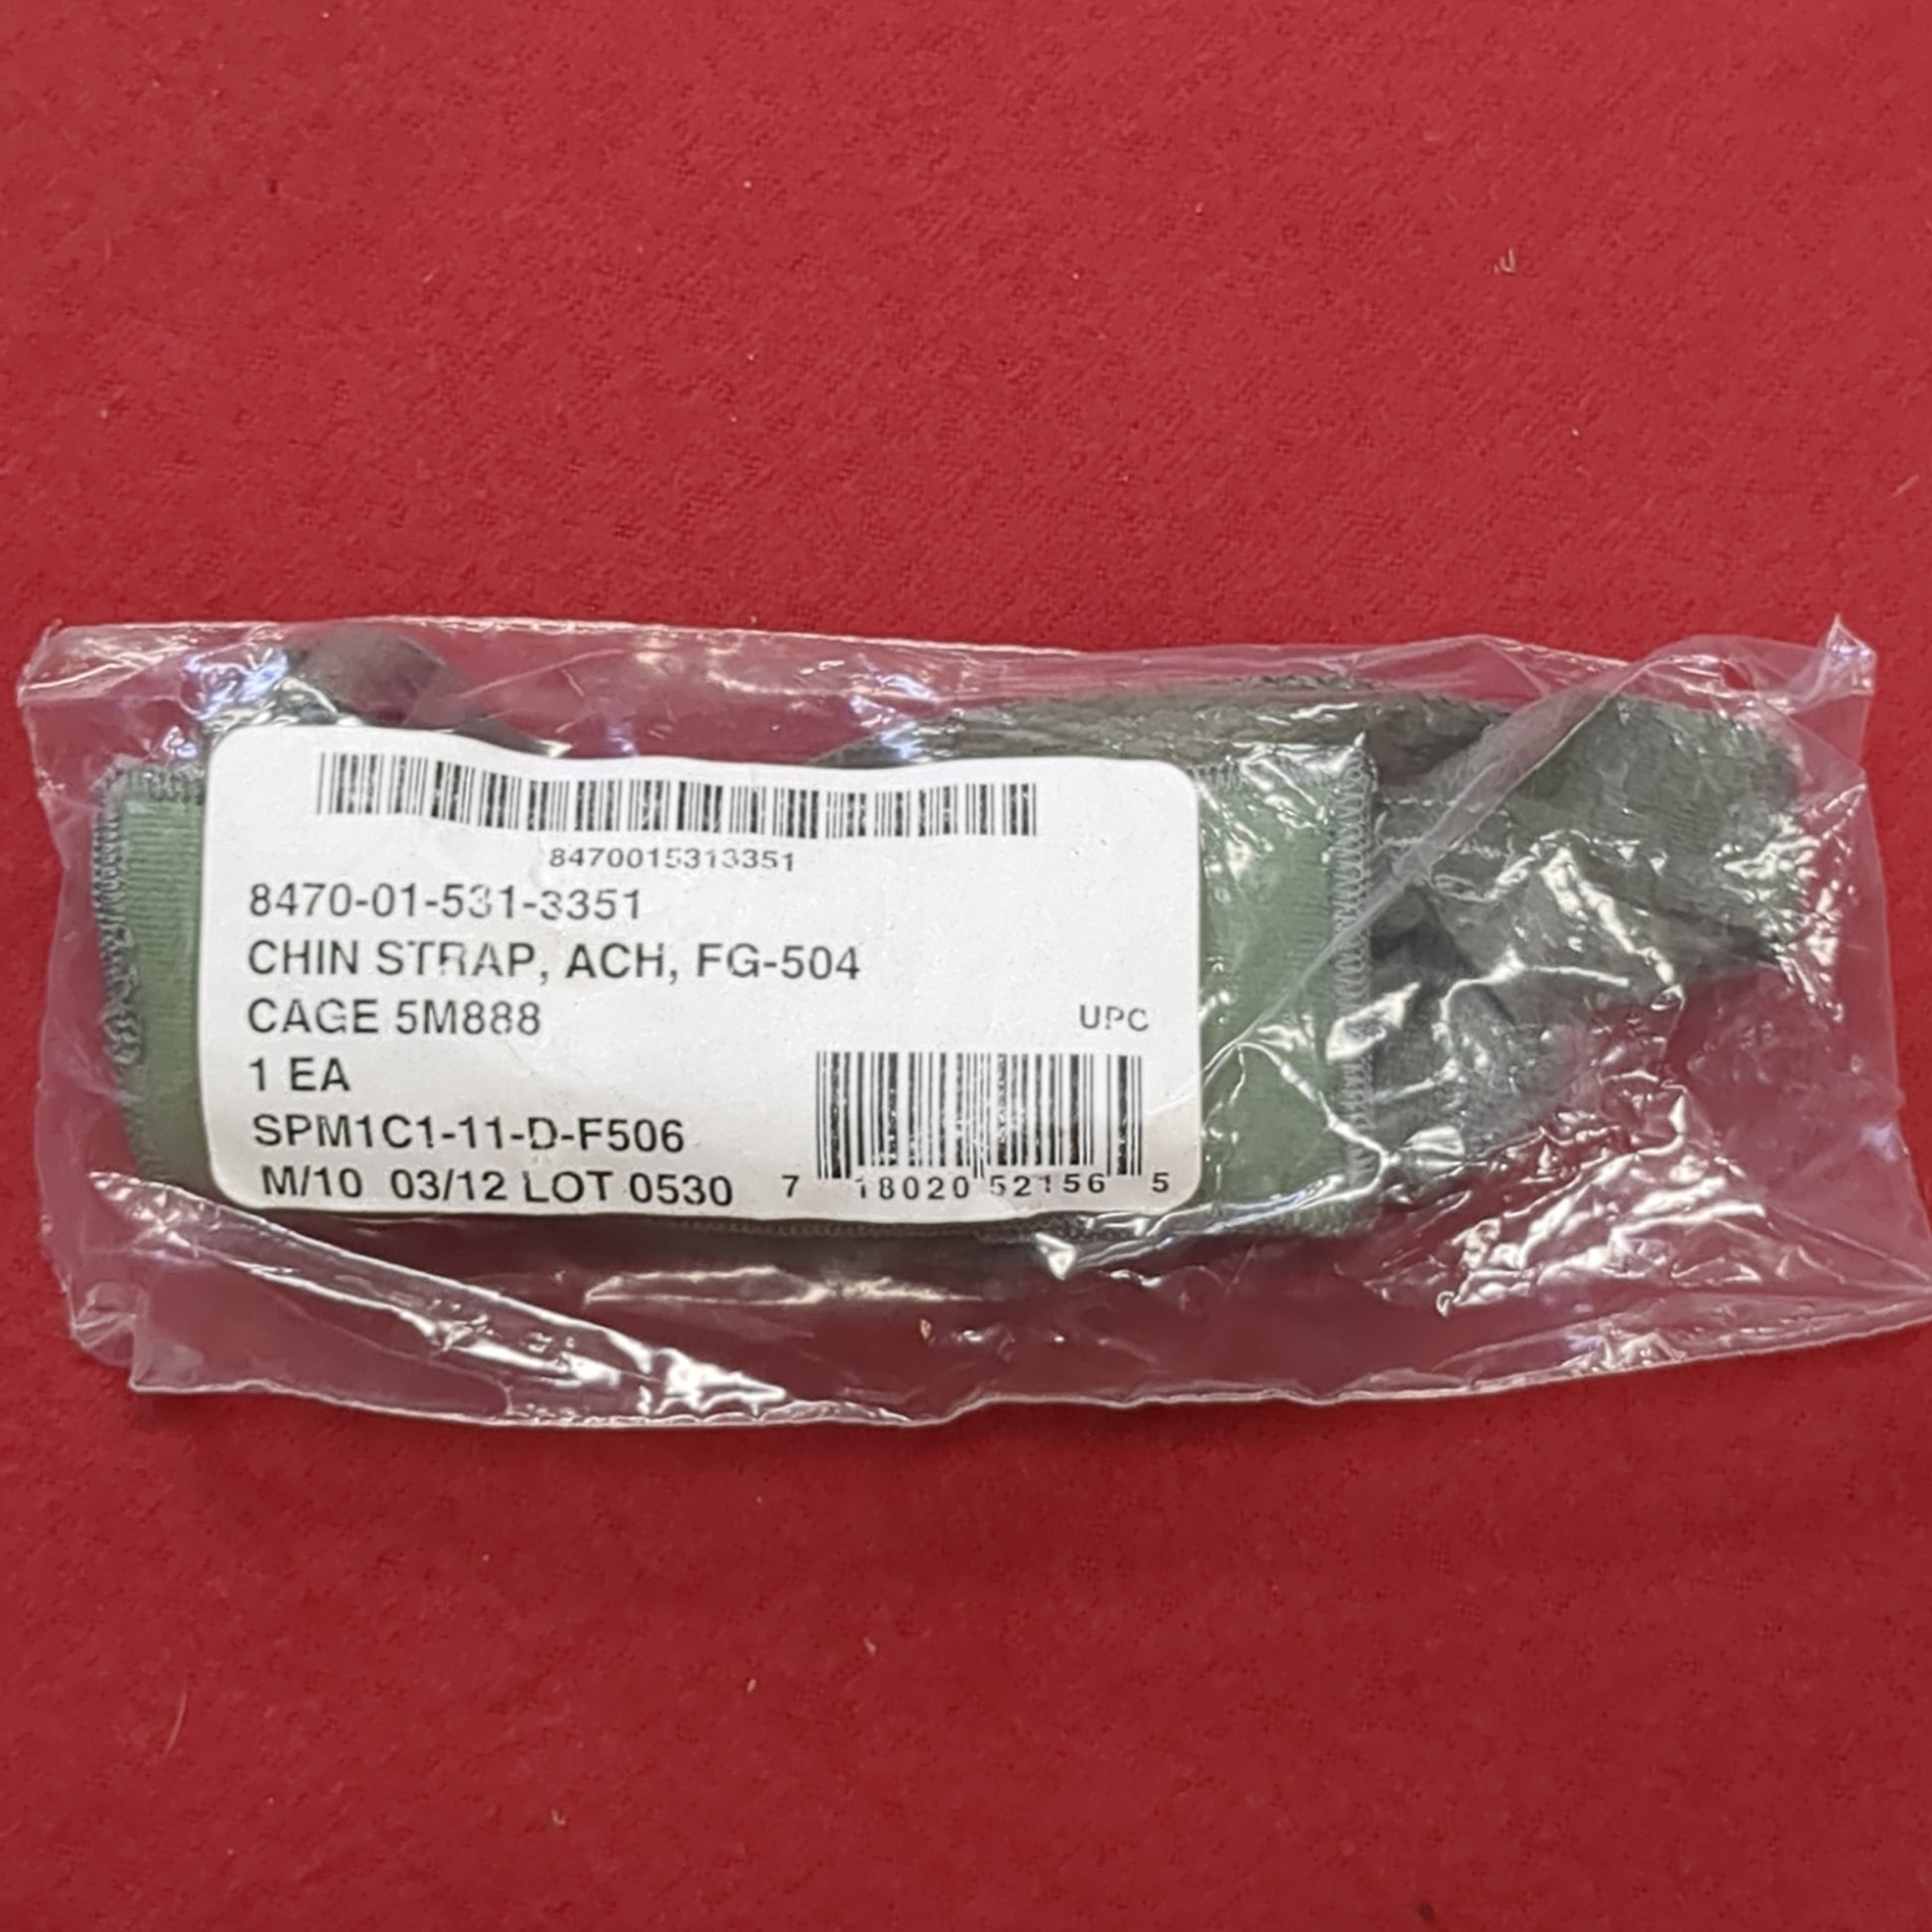 8470015313351
8470-01-531-3351
CHIN STRAP, ACH, FG-504
CAGE 5M888
UPC
1 EA
SPM1C1-11-D-F506
M/10 03/12 LOT 0530
7 18020 52156 5